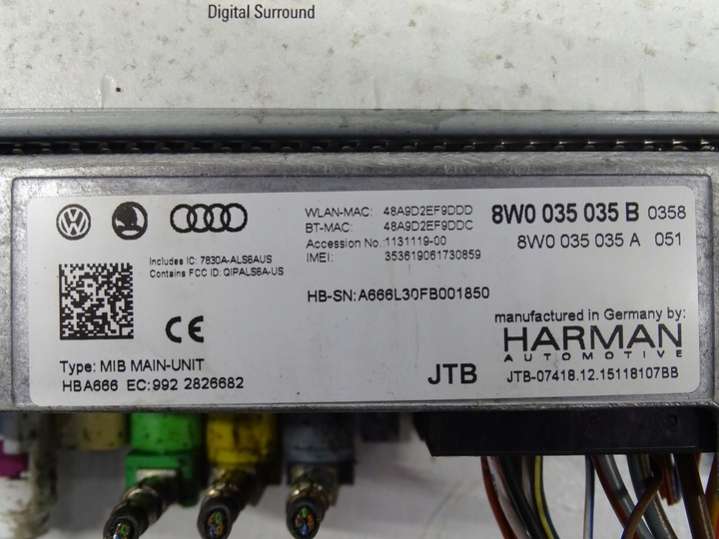 Digital Surround
WLAN-MAC: 48A9D2EF9DDD
BT-MAC: 48A9D2EF9DDC
Accession No. 1131119-00
IMEI: 353619061730859
8W0 035 035 B 0358
8W0 035 035 A 051
Includes IC: 7830A-ALS6AUS
Contains FCC ID: QIPALS6A-US
HB-SN: A666L30FB001850
CE
manufactured in Germany by:
HARMAN
AUTOMOTIVE
Type: MIB MAIN-UNIT
HBA666 EC: 992 2826682
JTB
JTB-07418.12.15118107BB